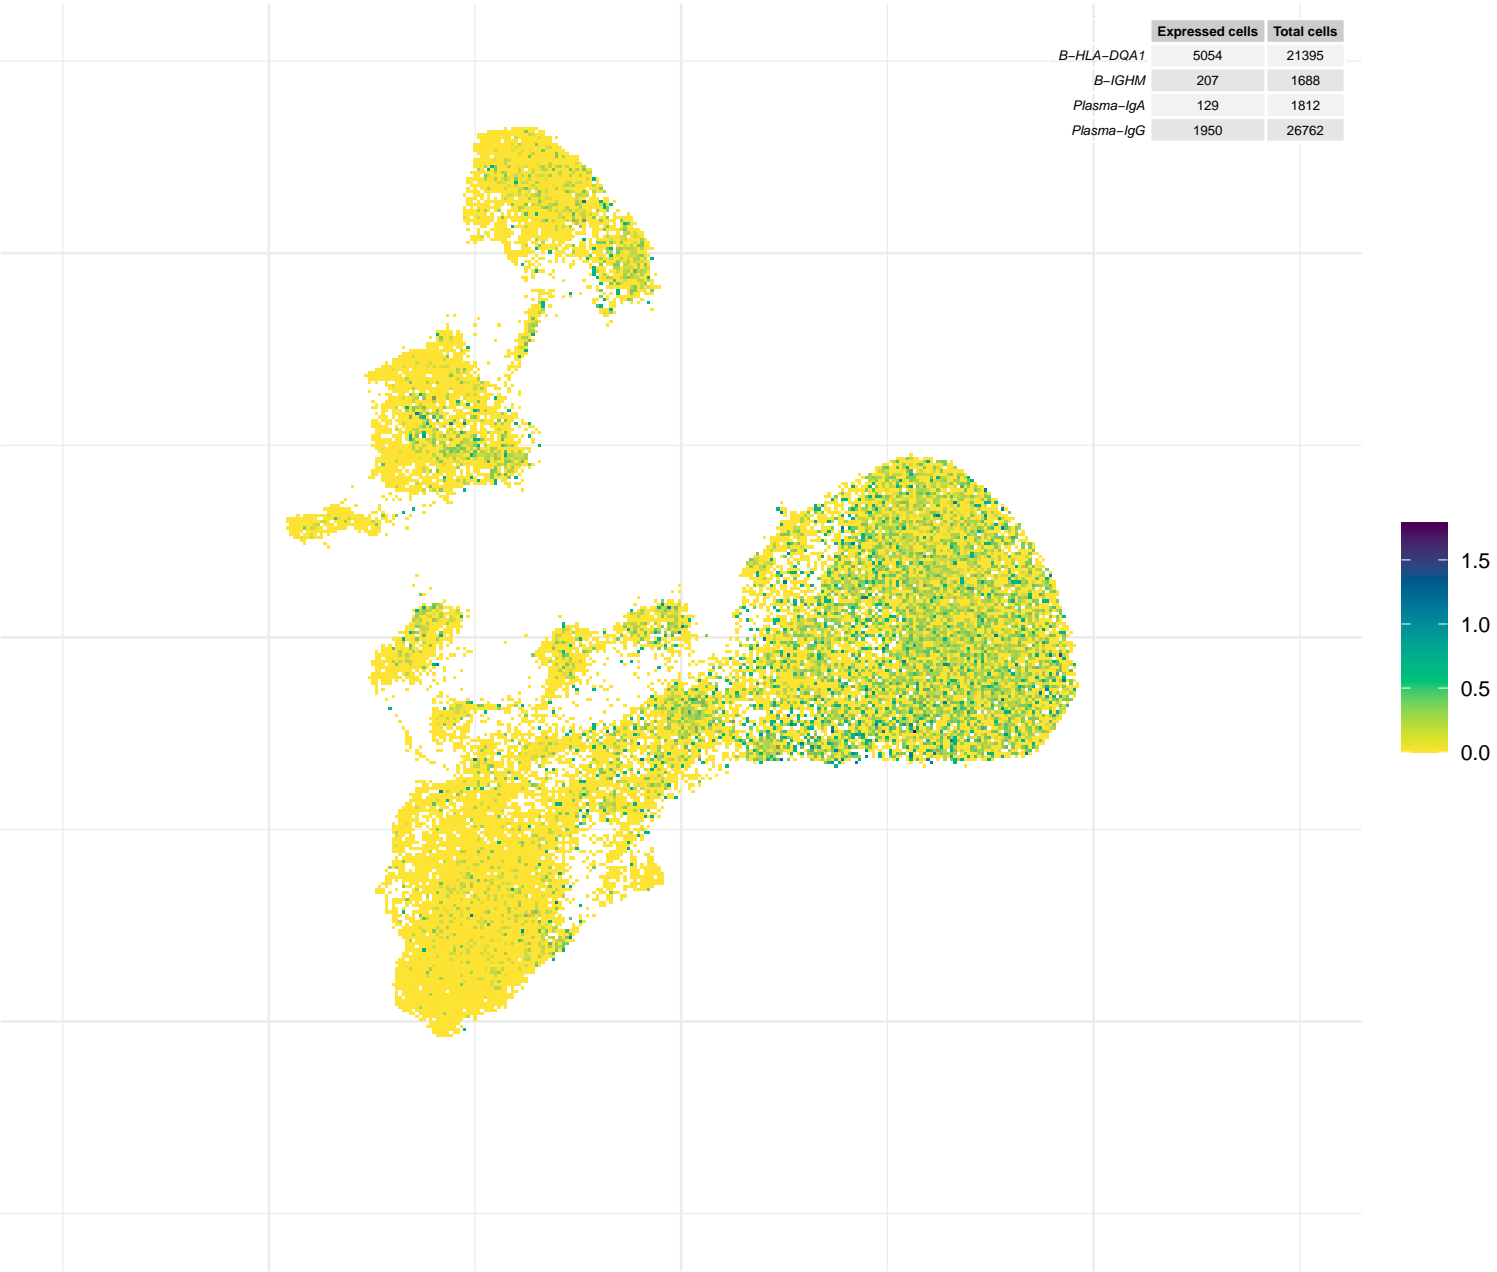 Expressed cells Total cells
B−HLA−DQA1 5054 21395
B−IGHM 207 1688
Plasma−IgA 129 1812
Plasma−IgG 1950 26762
1.5
1.0
0.5
0.0